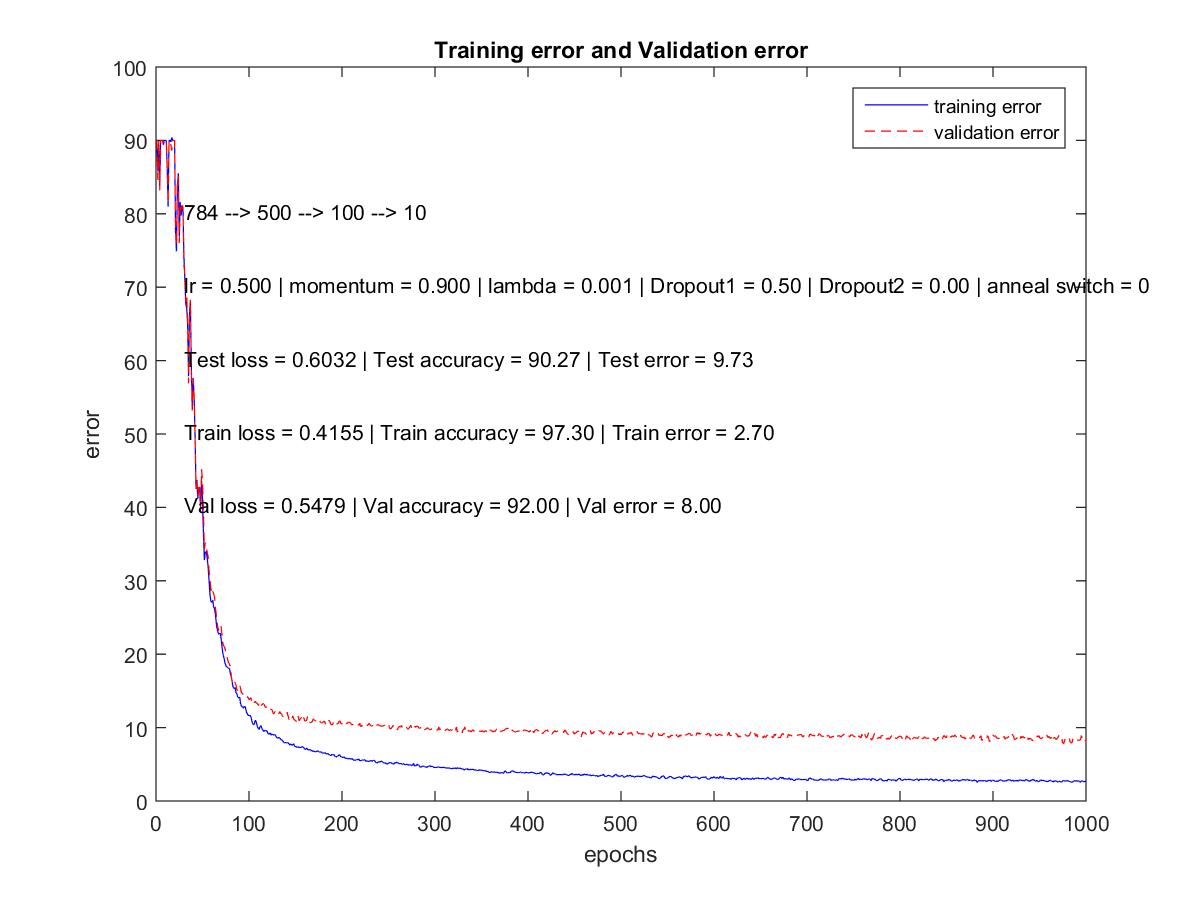 Training error and Validation error
100
90
80
70
60
50
40
30
20
10
0
error
training error
validation error
784 --> 500 --> 100 --> 10
lr = 0.500 | momentum = 0.900 | lambda = 0.001 | Dropout1 = 0.50 | Dropout2 = 0.00 | anneal switch = 0
Test loss = 0.6032 | Test accuracy = 90.27 | Test error = 9.73
Train loss = 0.4155 | Train accuracy = 97.30 | Train error = 2.70
Val loss = 0.5479 | Val accuracy = 92.00 | Val error = 8.00
0 100 200 300 400 500 600 700 800 900 1000
epochs